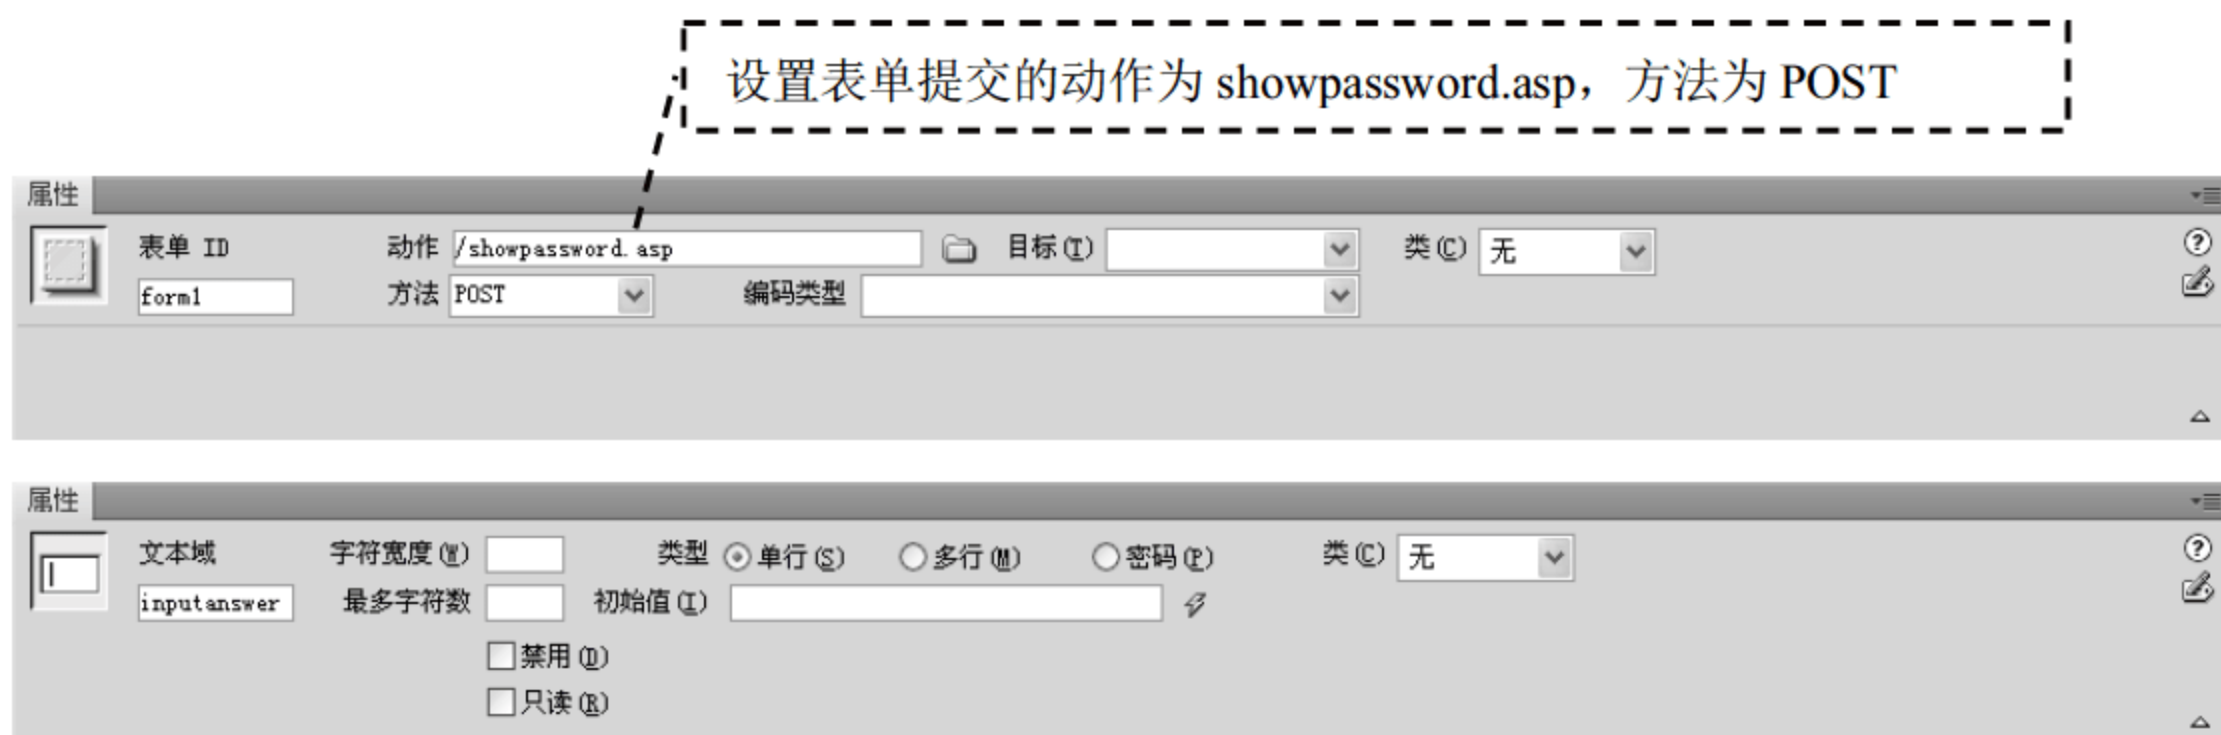 设置表单提交的动作为 showpassword.asp，方法为 POST
属性
表单 ID 动作 /showpassword.asp 目标(T) 类(C) 无
form1 方法 POST 编码类型
属性
文本域 字符宽度(W) 类型 单行(S) 多行(M) 密码(P) 类(C) 无
inputanswer 最多字符数 初始值(I)
禁用(D)
只读(R)